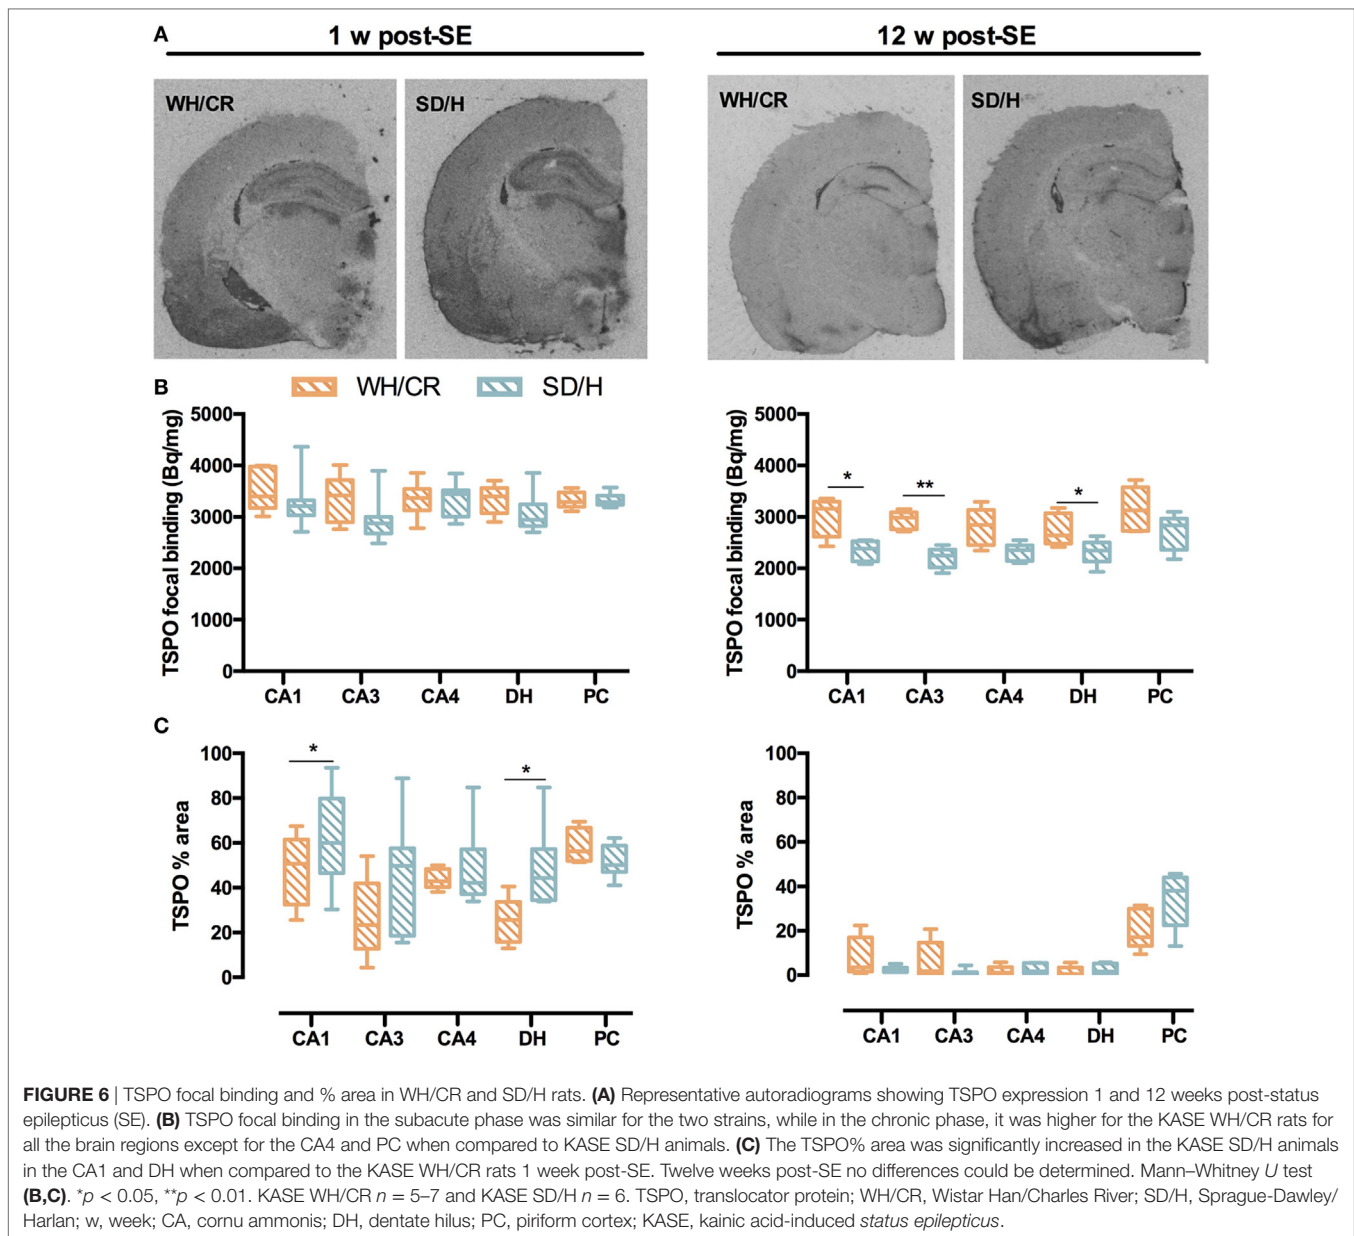 A
1 w post-SE
12 w post-SE
WH/CR
SD/H
WH/CR
SD/H
B
WH/CR
SD/H
TSPO focal binding (Bq/mg)
5000
4000
3000
2000
1000
0
CA1 CA3 CA4 DH PC
TSPO focal binding (Bq/mg)
5000
4000
3000
2000
1000
0
* ** *
CA1 CA3 CA4 DH PC
C
TSPO % area
100
80
60
40
20
0
* *
CA1 CA3 CA4 DH PC
TSPO % area
100
80
60
40
20
0
CA1 CA3 CA4 DH PC
FIGURE 6 | TSPO focal binding and % area in WH/CR and SD/H rats. (A) Representative autoradiograms showing TSPO expression 1 and 12 weeks post-status
epilepticus (SE). (B) TSPO focal binding in the subacute phase was similar for the two strains, while in the chronic phase, it was higher for the KASE WH/CR rats for
all the brain regions except for the CA4 and PC when compared to KASE SD/H animals. (C) The TSPO% area was significantly increased in the KASE SD/H animals
in the CA1 and DH when compared to the KASE WH/CR rats 1 week post-SE. Twelve weeks post-SE no differences could be determined. Mann–Whitney U test
(B,C). *p < 0.05, **p < 0.01. KASE WH/CR n = 5–7 and KASE SD/H n = 6. TSPO, translocator protein; WH/CR, Wistar Han/Charles River; SD/H, Sprague-Dawley/
Harlan; w, week; CA, cornu ammonis; DH, dentate hilus; PC, piriform cortex; KASE, kainic acid-induced status epilepticus.